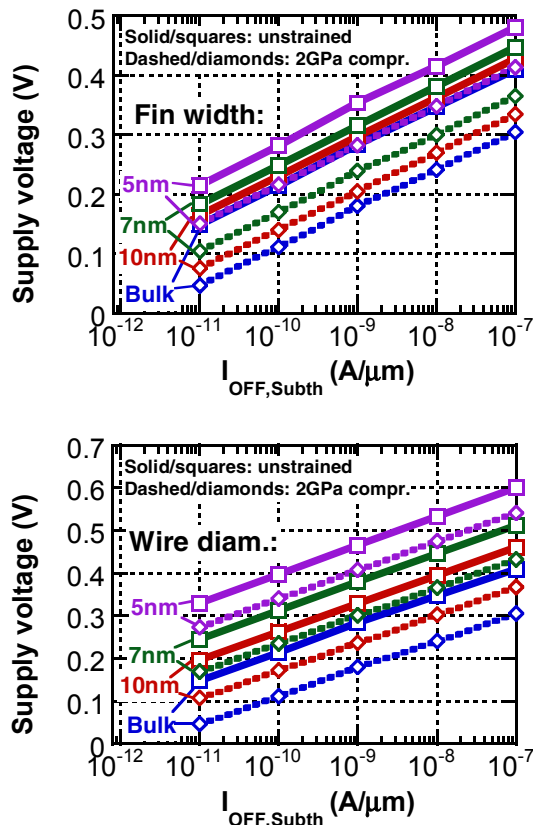 Solid/squares: unstrained
Dashed/diamonds: 2GPa compr.
Fin width:
5nm
7nm
10nm
Bulk
Supply voltage (V)
0.5
0.4
0.3
0.2
0.1
0
10⁻¹² 10⁻¹¹ 10⁻¹⁰ 10⁻⁹ 10⁻⁸ 10⁻⁷
I_OFF,Subth (A/μm)
Solid/squares: unstrained
Dashed/diamonds: 2GPa compr.
Wire diam.:
5nm
7nm
10nm
Bulk
Supply voltage (V)
0.7
0.6
0.5
0.4
0.3
0.2
0.1
0
10⁻¹² 10⁻¹¹ 10⁻¹⁰ 10⁻⁹ 10⁻⁸ 10⁻⁷
I_OFF,Subth (A/μm)